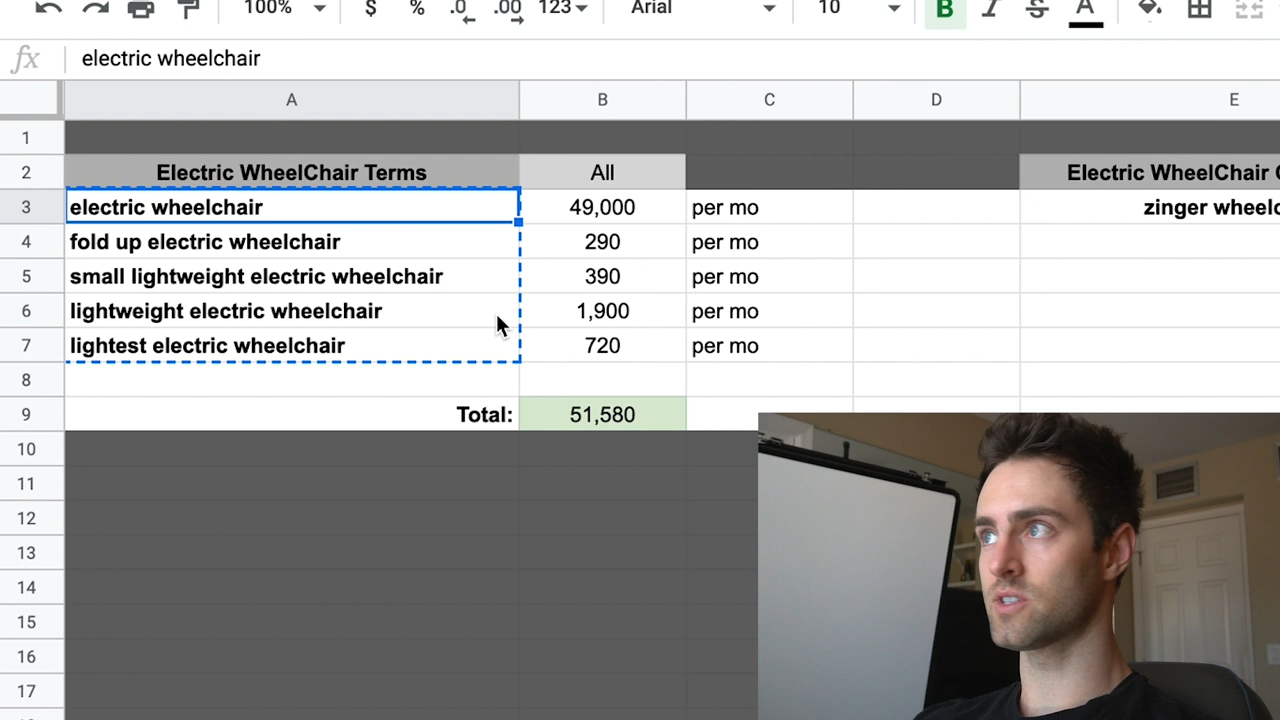 100% $ % .0 .00 123 Arial 10 B I S A
fx electric wheelchair
A B C D E
1
2 Electric WheelChair Terms All Electric WheelChair
3 electric wheelchair 49,000 per mo zinger
4 fold up electric wheelchair 290 per mo
5 small lightweight electric wheelchair 390 per mo
6 lightweight electric wheelchair 1,900 per mo
7 lightest electric wheelchair 720 per mo
8
9 Total: 51,580
10
11
12
13
14
15
16
17